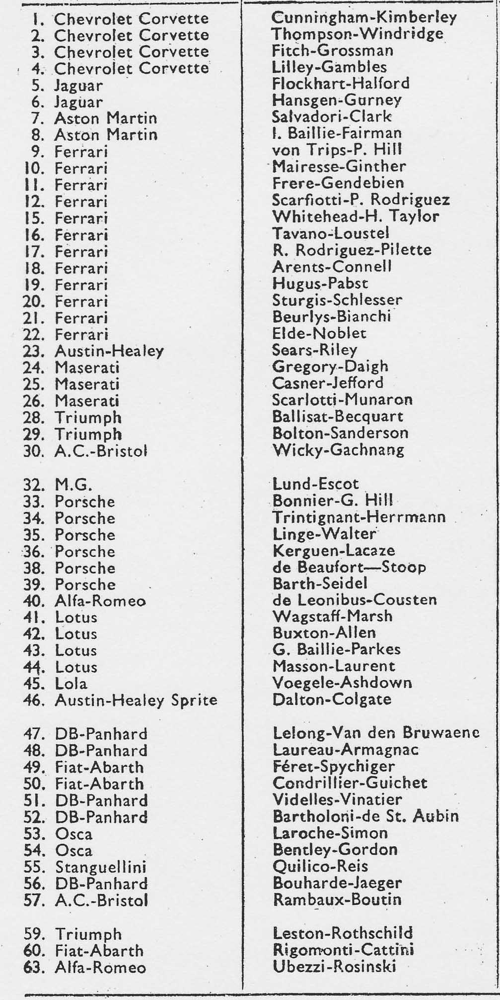 1. Chevrolet Corvette Cunningham-Kimberley
2. Chevrolet Corvette Thompson-Windridge
3. Chevrolet Corvette Fitch-Grossman
4. Chevrolet Corvette Lilley-Gambles
5. Jaguar Flockhart-Halford
6. Jaguar Hansgen-Gurney
7. Aston Martin Salvadori-Clark
8. Aston Martin I. Baillie-Fairman
9. Ferrari von Trips-P. Hill
10. Ferrari Mairesse-Ginther
11. Ferrari Frere-Gendebien
12. Ferrari Scarfiotti-P. Rodriguez
15. Ferrari Whitehead-H. Taylor
16. Ferrari Tavano-Loustel
17. Ferrari R. Rodriguez-Pilette
18. Ferrari Arents-Connell
19. Ferrari Hugus-Pabst
20. Ferrari Sturgis-Schlesser
21. Ferrari Beurlys-Bianchi
22. Ferrari Elde-Noblet
23. Austin-Healey Sears-Riley
24. Maserati Gregory-Daigh
25. Maserati Casner-Jefford
26. Maserati Scarlotti-Munaron
28. Triumph Ballisat-Becquart
29. Triumph Bolton-Sanderson
30. A.C.-Bristol Wicky-Gachnang
32. M.G. Lund-Escot
33. Porsche Bonnier-G. Hill
34. Porsche Trintignant-Herrmann
35. Porsche Linge-Walter
36. Porsche Kerguen-Lacaze
38. Porsche de Beaufort—Stoop
39. Porsche Barth-Seidel
40. Alfa-Romeo de Leonibus-Cousten
41. Lotus Wagstaff-Marsh
42. Lotus Buxton-Allen
43. Lotus G. Baillie-Parkes
44. Lotus Masson-Laurent
45. Lola Voegele-Ashdown
46. Austin-Healey Sprite Dalton-Colgate
47. DB-Panhard Lelong-Van den Bruwaene
48. DB-Panhard Laureau-Armagnac
49. Fiat-Abarth Féret-Spychiger
50. Fiat-Abarth Condrillier-Guichet
51. DB-Panhard Videlles-Vinatier
52. DB-Panhard Bartholoni-de St. Aubin
53. Osca Laroche-Simon
54. Osca Bentley-Gordon
55. Stanguellini Quilico-Reis
56. DB-Panhard Bouharde-Jaeger
57. A.C.-Bristol Rambaux-Boutin
59. Triumph Leston-Rothschild
60. Fiat-Abarth Rigomonti-Cattini
63. Alfa-Romeo Ubezzi-Rosinski